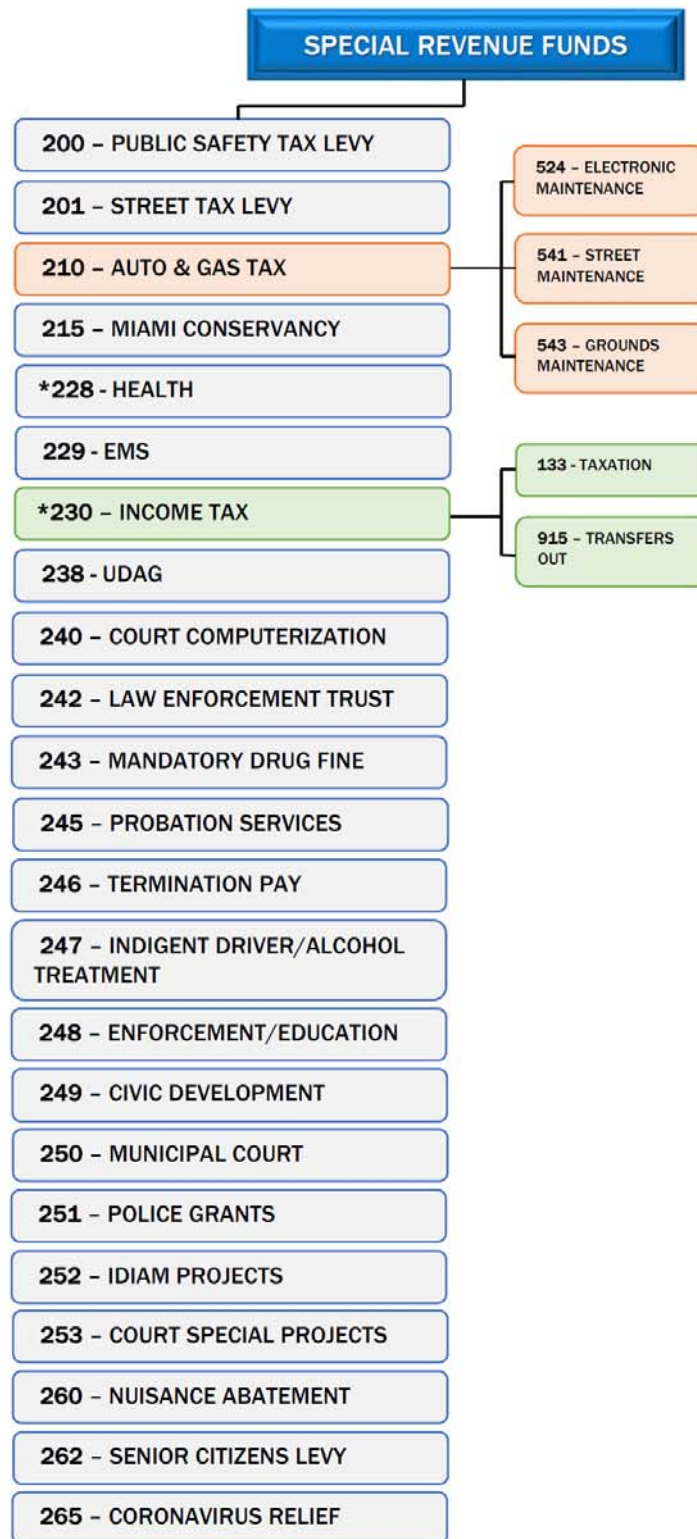 SPECIAL REVENUE FUNDS
200 – PUBLIC SAFETY TAX LEVY
201 – STREET TAX LEVY
210 – AUTO & GAS TAX
524 – ELECTRONIC
MAINTENANCE
541 – STREET
MAINTENANCE
543 – GROUNDS
MAINTENANCE
215 – MIAMI CONSERVANCY
*228 - HEALTH
229 - EMS
*230 – INCOME TAX
133 - TAXATION
915 – TRANSFERS
OUT
238 - UDAG
240 – COURT COMPUTERIZATION
242 – LAW ENFORCEMENT TRUST
243 – MANDATORY DRUG FINE
245 – PROBATION SERVICES
246 – TERMINATION PAY
247 – INDIGENT DRIVER/ALCOHOL
TREATMENT
248 – ENFORCEMENT/EDUCATION
249 – CIVIC DEVELOPMENT
250 – MUNICIPAL COURT
251 – POLICE GRANTS
252 – IDIAM PROJECTS
253 – COURT SPECIAL PROJECTS
260 – NUISANCE ABATEMENT
262 – SENIOR CITIZENS LEVY
265 – CORONAVIRUS RELIEF